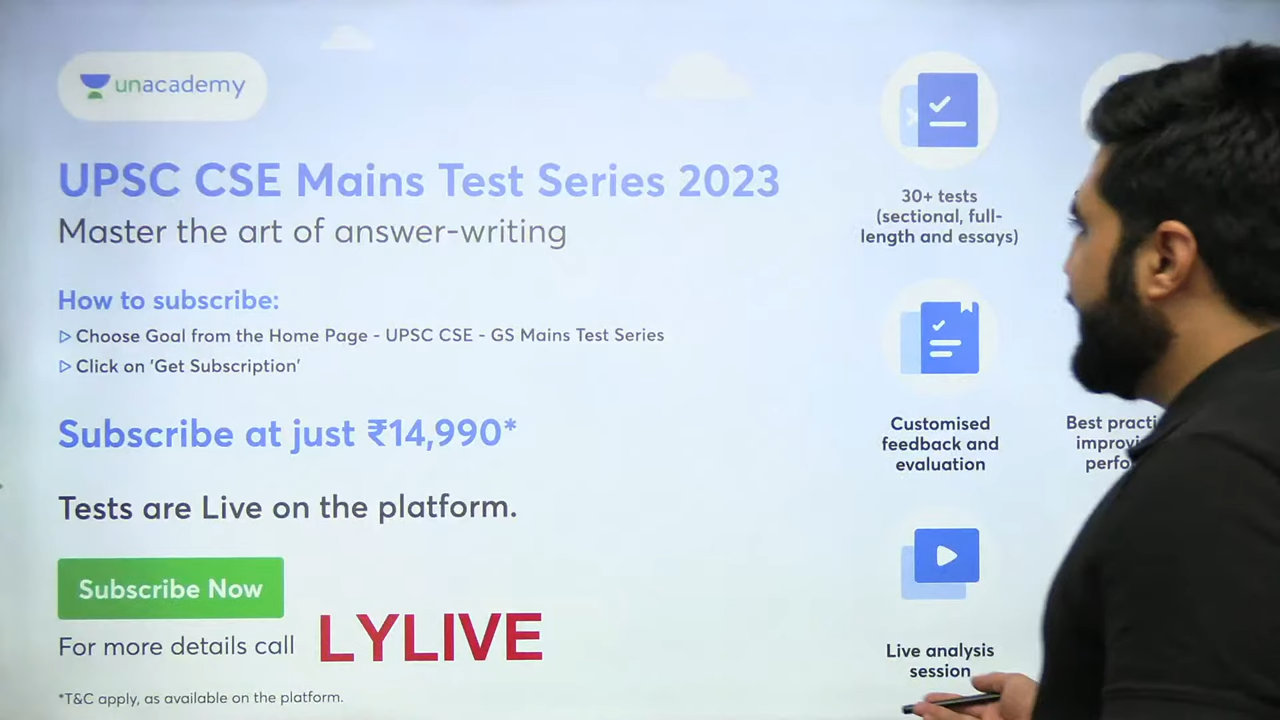 unacademy
UPSC CSE Mains Test Series 2023
Master the art of answer-writing
How to subscribe:
Choose Goal from the Home Page - UPSC CSE - GS Mains Test Series
Click on 'Get Subscription'
Subscribe at just ₹14,990*
Tests are Live on the platform.
Subscribe Now
For more details call LYLIVE
*T&C apply, as available on the platform.
30+ tests
(sectional, full-
length and essays)
Customised
feedback and
evaluation
Best
Live analysis
session